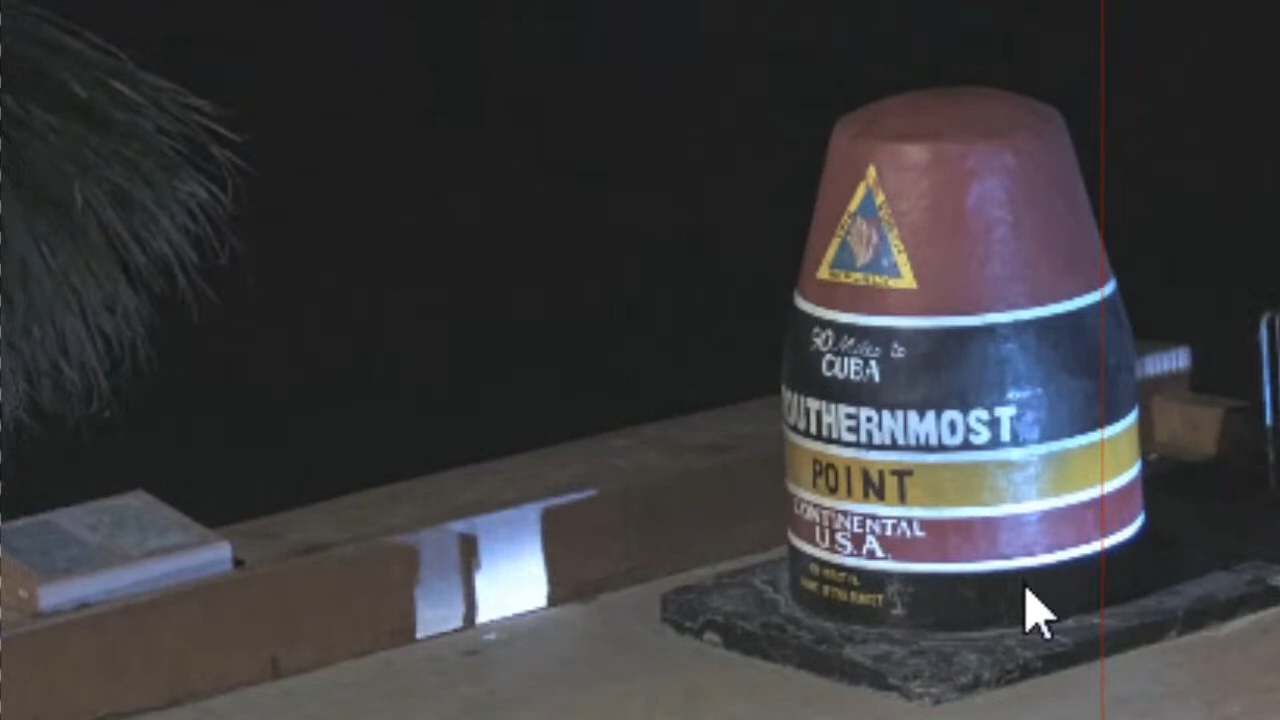 90 Miles to
CUBA
OUTHERNMOST
POINT
CONTINENTAL
U.S.A.